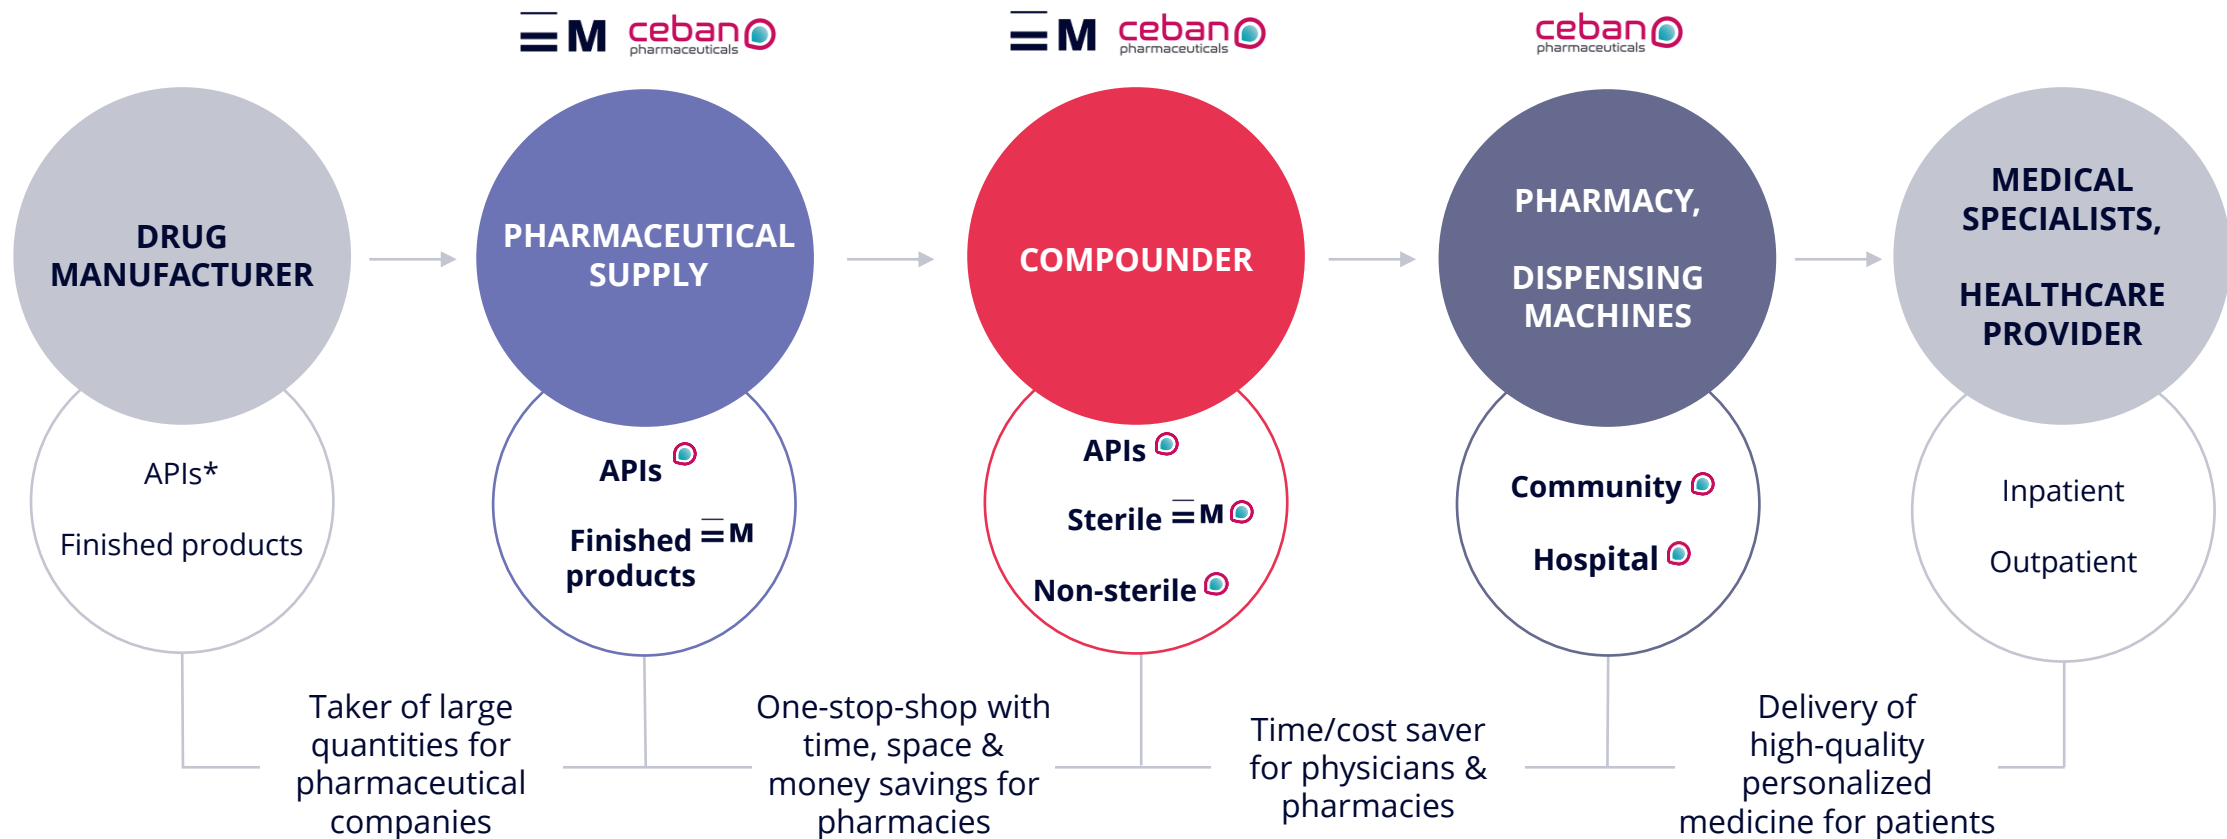 M ceban pharmaceuticals
M ceban pharmaceuticals
ceban pharmaceuticals
DRUG
MANUFACTURER
PHARMACEUTICAL
SUPPLY
COMPOUNDER
PHARMACY,
DISPENSING
MACHINES
MEDICAL
SPECIALISTS,
HEALTHCARE
PROVIDER
APIs*
Finished products
APIs
Finished M
products
APIs
Sterile M
Non-sterile
Community
Hospital
Inpatient
Outpatient
Taker of large
quantities for
pharmaceutical
companies
One-stop-shop with
time, space &
money savings for
pharmacies
Time/cost saver
for physicians &
pharmacies
Delivery of
high-quality
personalized
medicine for patients